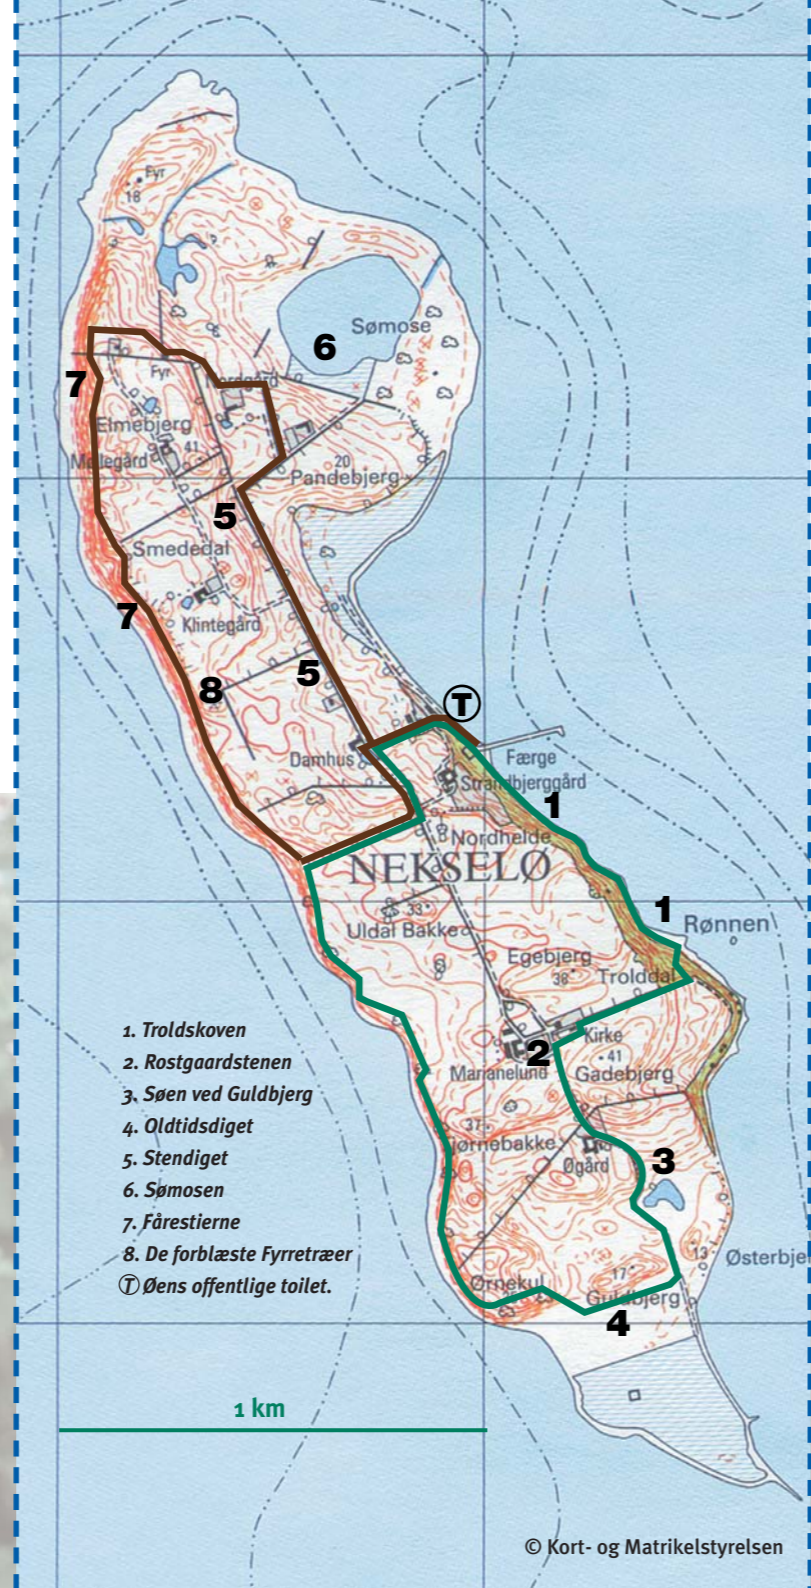 Fyr
18
Sømose
6
7
Fyr
Nordgård
Elmebjerg
Møllegård
41
20
Pandebjerg
5
Smededal
7
Klintegård
5
8
T
Damhus
Færge
Strandbjerggård
1
Nordhelde
NEKSELØ
33
Uldal Bakke
1
Rønnen
Egebjerg
38
Trolddal
2
Kirke
Marianelund
41
Gadebjerg
37
Tjørnebakke
Øgård
3
13
Østerbje
Ørnekul
17
Guldbjerg
4
1. Troldskoven
2. Rostgaardstenen
3. Søen ved Guldbjerg
4. Oldtidsdiget
5. Stendiget
6. Sømosen
7. Fårestierne
8. De forblæste Fyrretræer
Ⓣ Øens offentlige toilet.
1 km
© Kort- og Matrikelstyrelsen